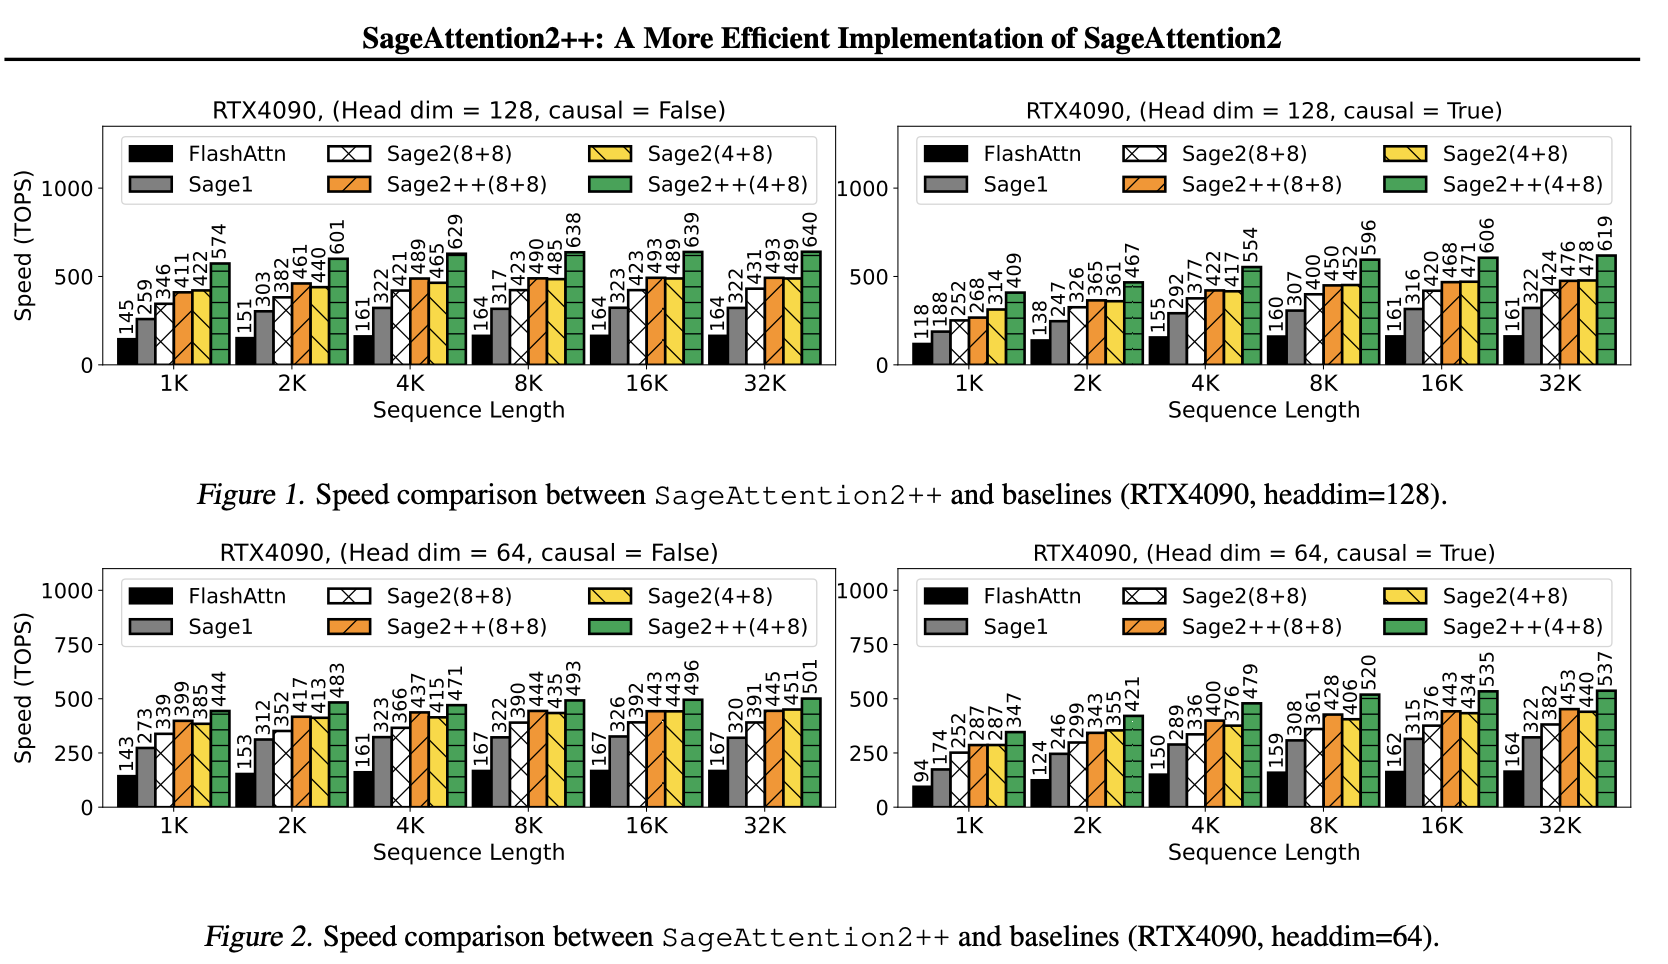 SageAttention2++: A More Efficient Implementation of SageAttention2
RTX4090, (Head dim = 128, causal = False)
Speed (TOPS)
1000
500
0
FlashAttn
Sage1
Sage2(8+8)
Sage2++(8+8)
Sage2(4+8)
Sage2++(4+8)
145 259 346 411 422 574
151 303 382 461 440 601
161 322 421 489 465 629
164 317 423 490 485 638
164 323 423 493 489 639
164 322 431 493 489 640
1K 2K 4K 8K 16K 32K
Sequence Length
RTX4090, (Head dim = 128, causal = True)
1000
500
0
FlashAttn
Sage1
Sage2(8+8)
Sage2++(8+8)
Sage2(4+8)
Sage2++(4+8)
118 188 252 268 314 409
138 247 326 365 361 467
155 292 377 422 417 554
160 307 400 450 452 596
161 316 420 468 471 606
161 322 424 476 478 619
1K 2K 4K 8K 16K 32K
Sequence Length
Figure 1. Speed comparison between SageAttention2++ and baselines (RTX4090, headdim=128).
RTX4090, (Head dim = 64, causal = False)
Speed (TOPS)
1000
750
500
250
0
FlashAttn
Sage1
Sage2(8+8)
Sage2++(8+8)
Sage2(4+8)
Sage2++(4+8)
143 273 339 399 385 444
153 312 352 417 413 483
161 323 366 437 415 471
167 322 390 444 435 493
167 326 392 443 443 496
167 320 391 445 451 501
1K 2K 4K 8K 16K 32K
Sequence Length
RTX4090, (Head dim = 64, causal = True)
1000
750
500
250
0
FlashAttn
Sage1
Sage2(8+8)
Sage2++(8+8)
Sage2(4+8)
Sage2++(4+8)
94 174 252 287 287 347
124 246 299 343 355 421
150 289 336 400 376 479
159 308 361 428 406 520
162 315 376 443 434 535
164 322 382 453 440 537
1K 2K 4K 8K 16K 32K
Sequence Length
Figure 2. Speed comparison between SageAttention2++ and baselines (RTX4090, headdim=64).